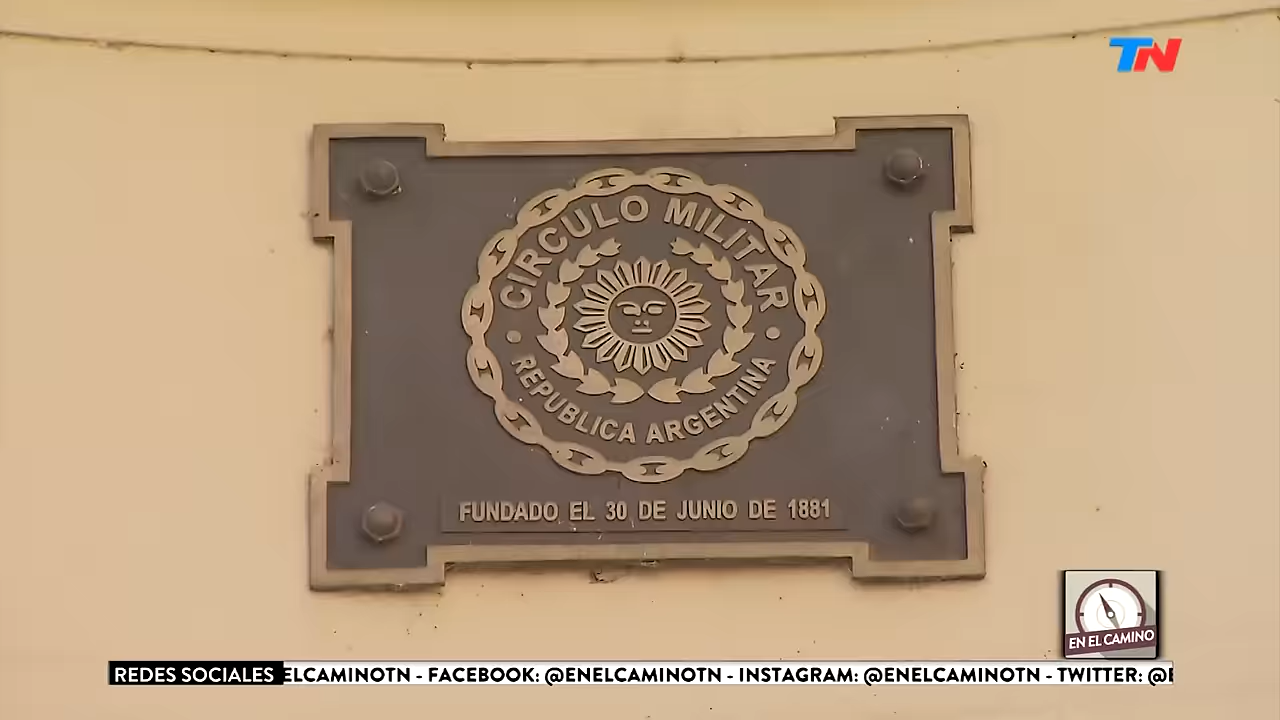 TN
CIRCULO MILITAR
REPUBLICA ARGENTINA
FUNDADO EL 30 DE JUNIO DE 1881
EN EL CAMINO
REDES SOCIALES ELCAMINOTN - FACEBOOK: @ENELCAMINOTN - INSTAGRAM: @ENELCAMINOTN - TWITTER: @E